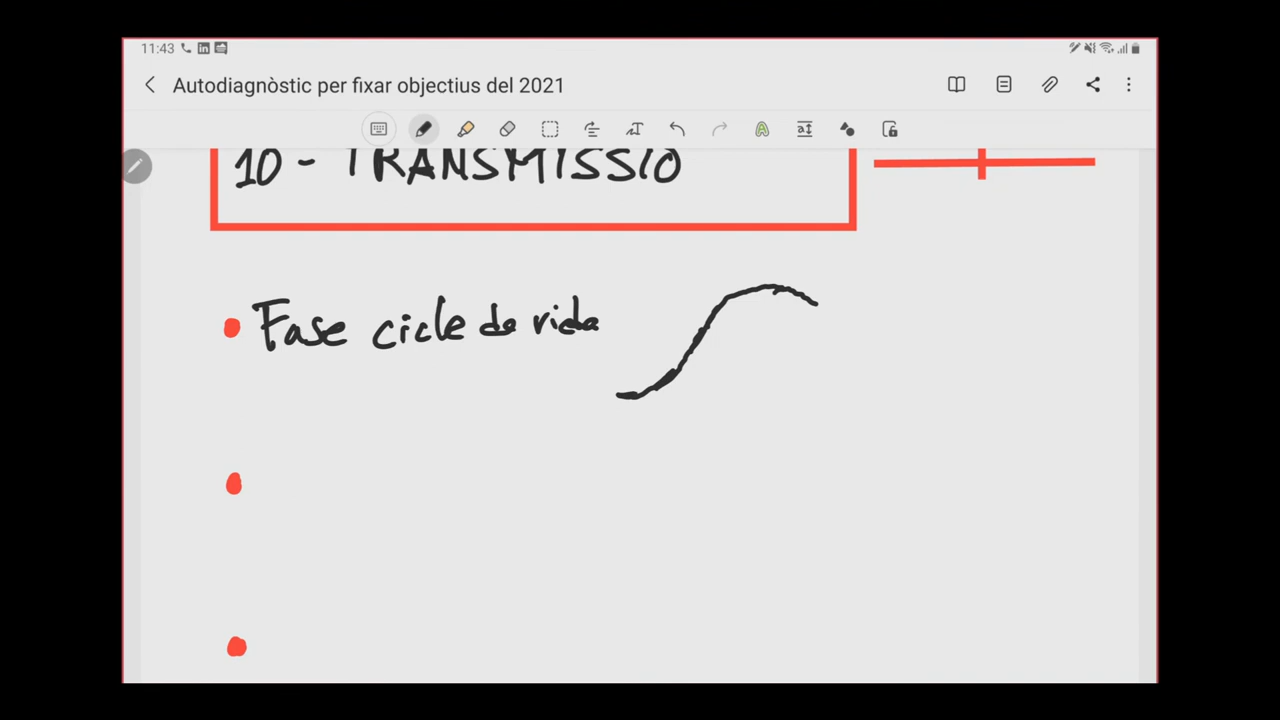 11:43
Autodiagnòstic per fixar objectius del 2021
10 - TRANSMISSIO
Fase cicle de vida